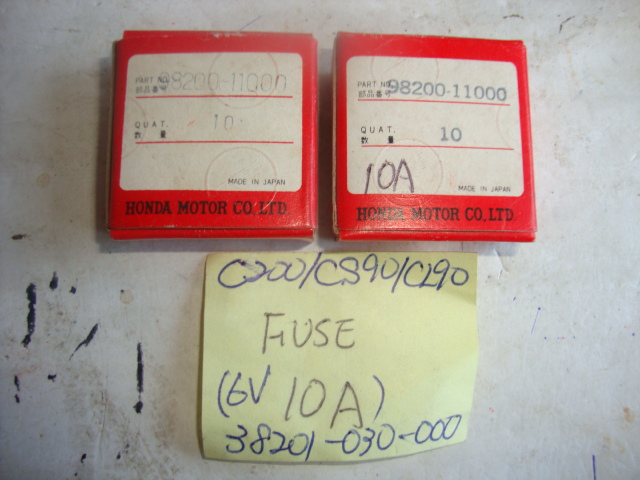 PART NO. 98200-11000
部品番号
QUAT. 10
数 量
MADE IN JAPAN
HONDA MOTOR CO., LTD.
PART NO. 98200-11000
部品番号
QUAT. 10
数 量
10A
MADE IN JAPAN
HONDA MOTOR CO., LTD.
C200/CS90/CL90
FUSE
(6V 10A)
38201-030-000